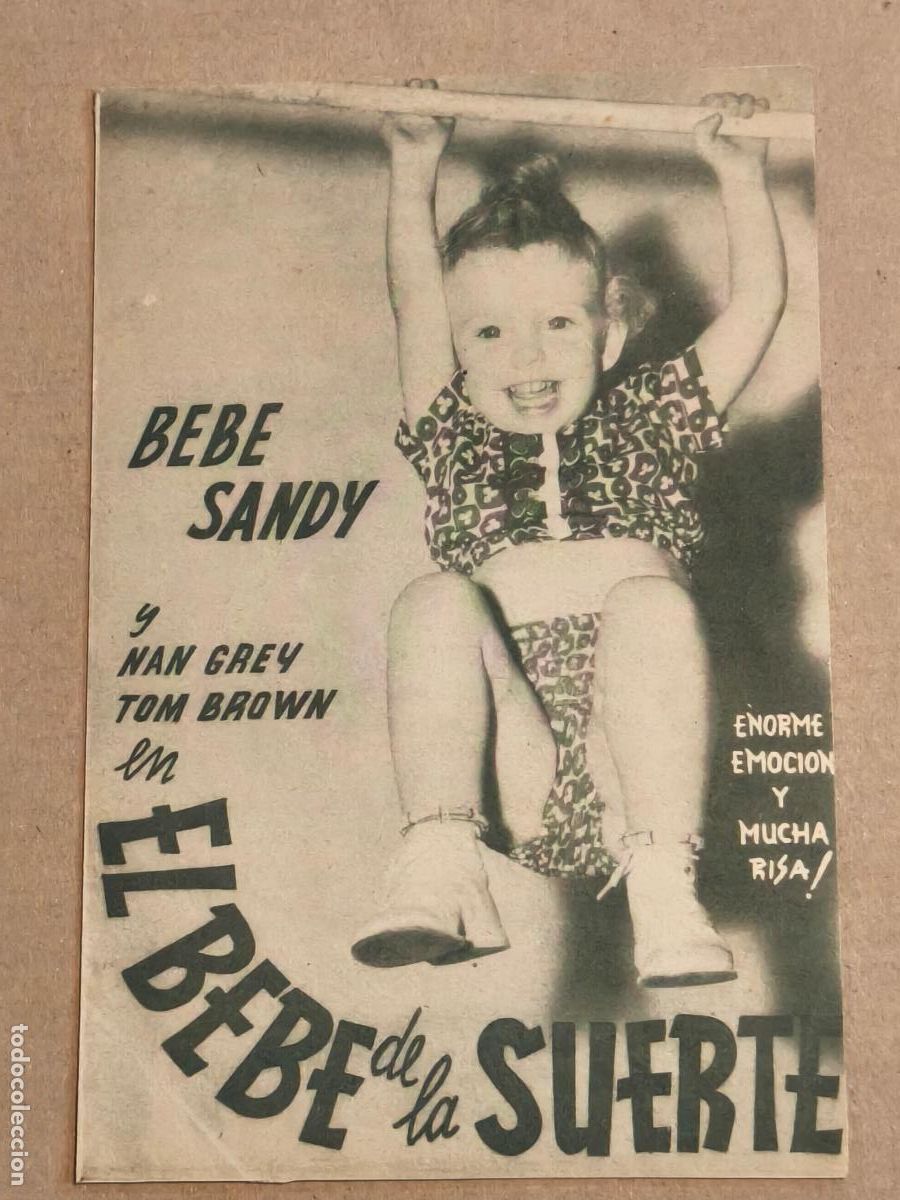 BEBE
SANDY
y
NAN GREY
TOM BROWN
en
EL BEBE de la SUERTE
ENORME
EMOCION
Y
MUCHA
RISA!
todocoleccion